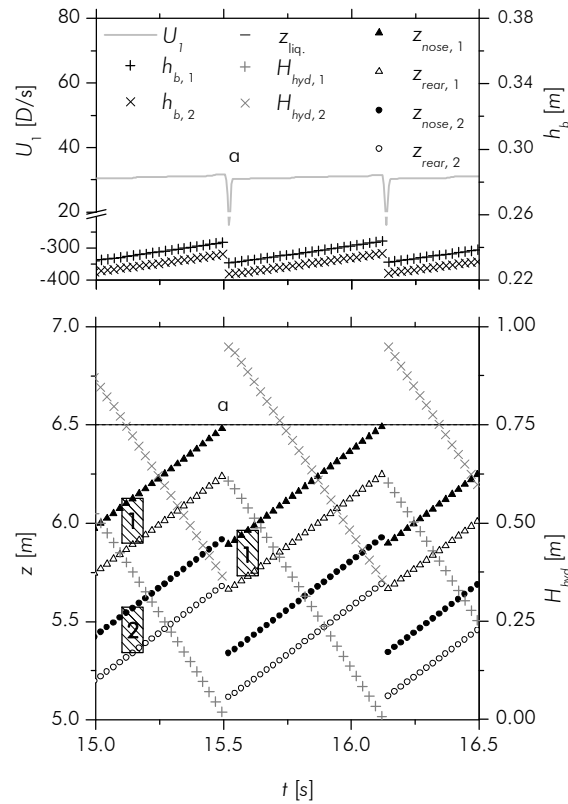 80
70
60
50
40
30
20
-300
-400
U1 [D/s]
0.38
0.34
0.30
0.26
0.22
hb [m]
U1
hb, 1
hb, 2
zliq.
Hhyd, 1
Hhyd, 2
znose, 1
zrear, 1
znose, 2
zrear, 2
a
7.0
6.5
6.0
5.5
5.0
z [m]
1.00
0.75
0.50
0.25
0.00
Hhyd [m]
a
1
1
2
15.0
15.5
16.0
16.5
t [s]